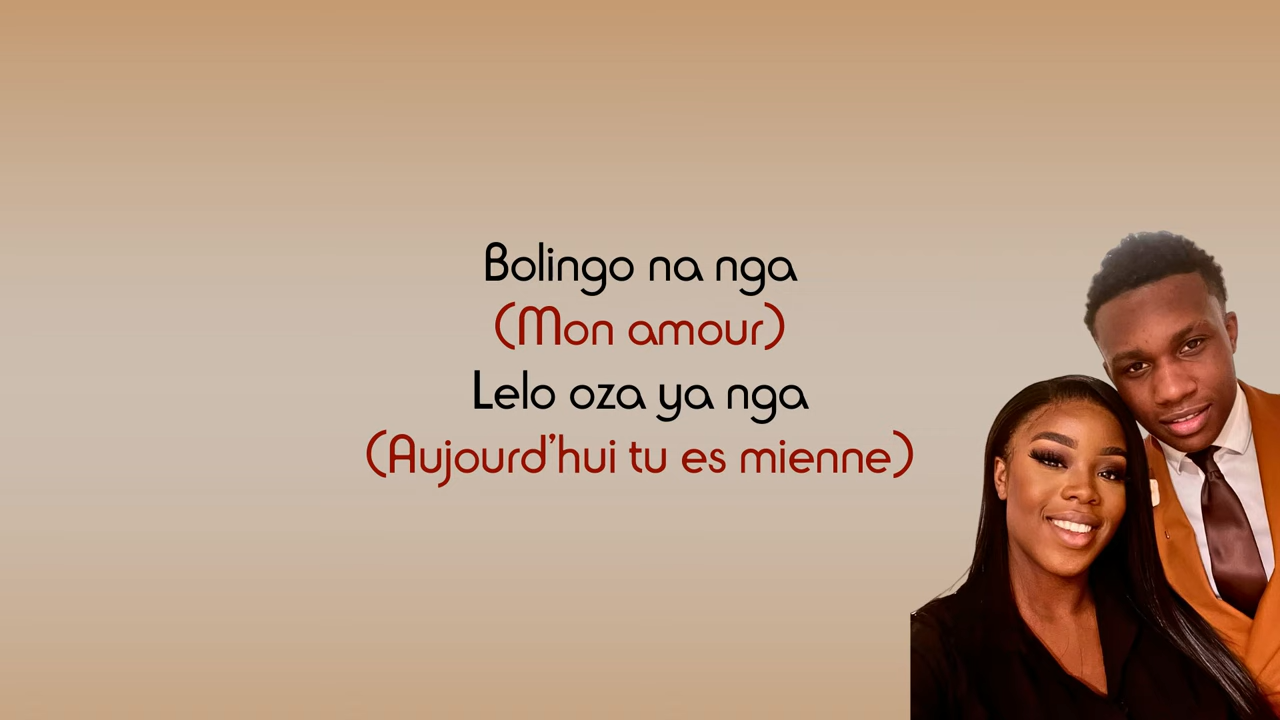 Bolingo na nga
(Mon amour)
Lelo oza ya nga
(Aujourd'hui tu es mienne)